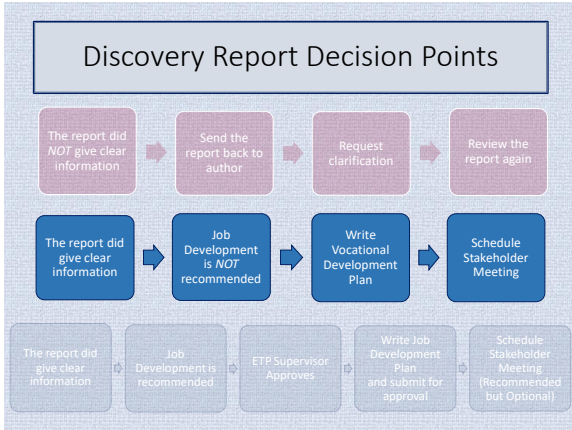 Discovery Report Decision Points
The report did
NOT give clear
information
Send the
report back to
author
Request
clarification
Review the
report again
The report did
give clear
information
Job
Development
is NOT
recommended
Write
Vocational
Development
Plan
Schedule
Stakeholder
Meeting
The report did
give clear
information
Job
Development is
recommended
ETP Supervisor
Approves
Write Job
Development
Plan
and submit for
approval
Schedule
Stakeholder
Meeting
(Recommended
but Optional)